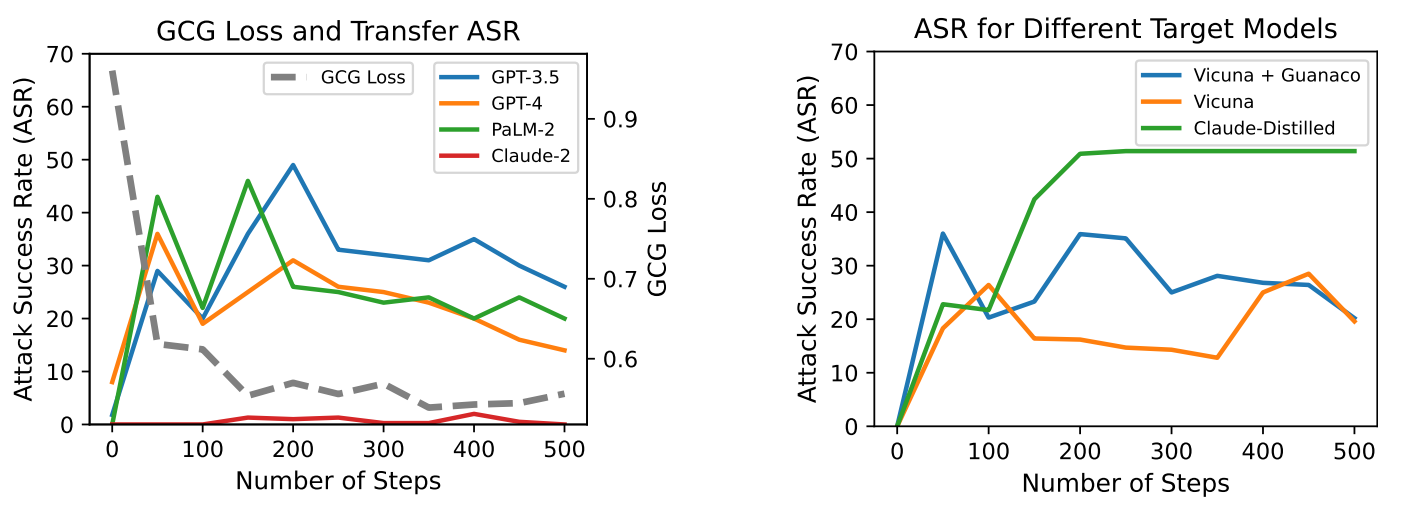 GCG Loss and Transfer ASR
70
60
50
40
30
20
10
0
Attack Success Rate (ASR)
GCG Loss
GPT-3.5
GPT-4
PaLM-2
Claude-2
0.9
0.8
0.7
0.6
GCG Loss
0 100 200 300 400 500
Number of Steps
ASR for Different Target Models
70
60
50
40
30
20
10
0
Attack Success Rate (ASR)
Vicuna + Guanaco
Vicuna
Claude-Distilled
0 100 200 300 400 500
Number of Steps